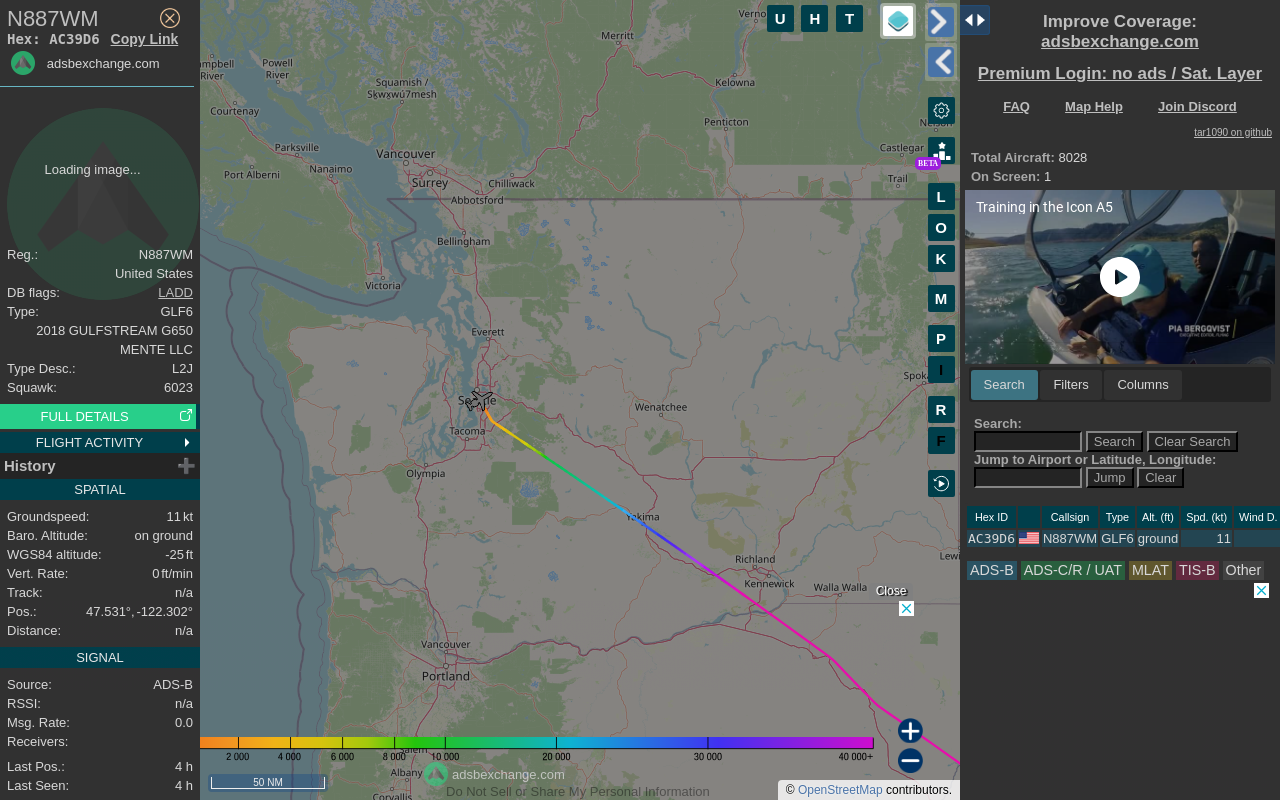 N887WM
Hex: AC39D6 Copy Link
adsbexchange.com
Loading image...
Reg.: N887WM
United States
DB flags: LADD
Type: GLF6
2018 GULFSTREAM G650
MENTE LLC
Type Desc.: L2J
Squawk: 6023
FULL DETAILS
FLIGHT ACTIVITY
History
SPATIAL
Groundspeed: 11 kt
Baro. Altitude: on ground
WGS84 altitude: -25 ft
Vert. Rate: 0 ft/min
Track: n/a
Pos.: 47.531°, -122.302°
Distance: n/a
SIGNAL
Source: ADS-B
RSSI: n/a
Msg. Rate: 0.0
Receivers:
Last Pos.: 4 h
Last Seen: 4 h
U H T
Merritt
Powell
River
River
Squamish /
Sḵwx̱wú7mesh
Kelowna
Courtenay
Penticton
Parksville
Vancouver
Castlegar
Port Alberni
Nanaimo
Surrey
Chilliwack
Trail
Abbotsford
Bellingham
Victoria
Everett
Wenatchee
Tacoma
Olympia
Yakima
Richland
Kennewick
Walla Walla
Vancouver
Portland
Albany
Corvallis
BETA
L
O
K
M
P
I
R
F
Close
2 000 4 000 6 000 8 000 10 000 20 000 30 000 40 000+
50 NM
adsbexchange.com
Do Not Sell or Share My Personal Information
© OpenStreetMap contributors.
Improve Coverage:
adsbexchange.com
Premium Login: no ads / Sat. Layer
FAQ Map Help Join Discord
tar1090 on github
Total Aircraft: 8028
On Screen: 1
Training in the Icon A5
PIA BERGQVIST
Search Filters Columns
Search:
Search Clear Search
Jump to Airport or Latitude, Longitude:
Jump Clear
Hex ID Callsign Type Alt. (ft) Spd. (kt) Wind D.
AC39D6 N887WM GLF6 ground 11
ADS-B ADS-C/R / UAT MLAT TIS-B Other